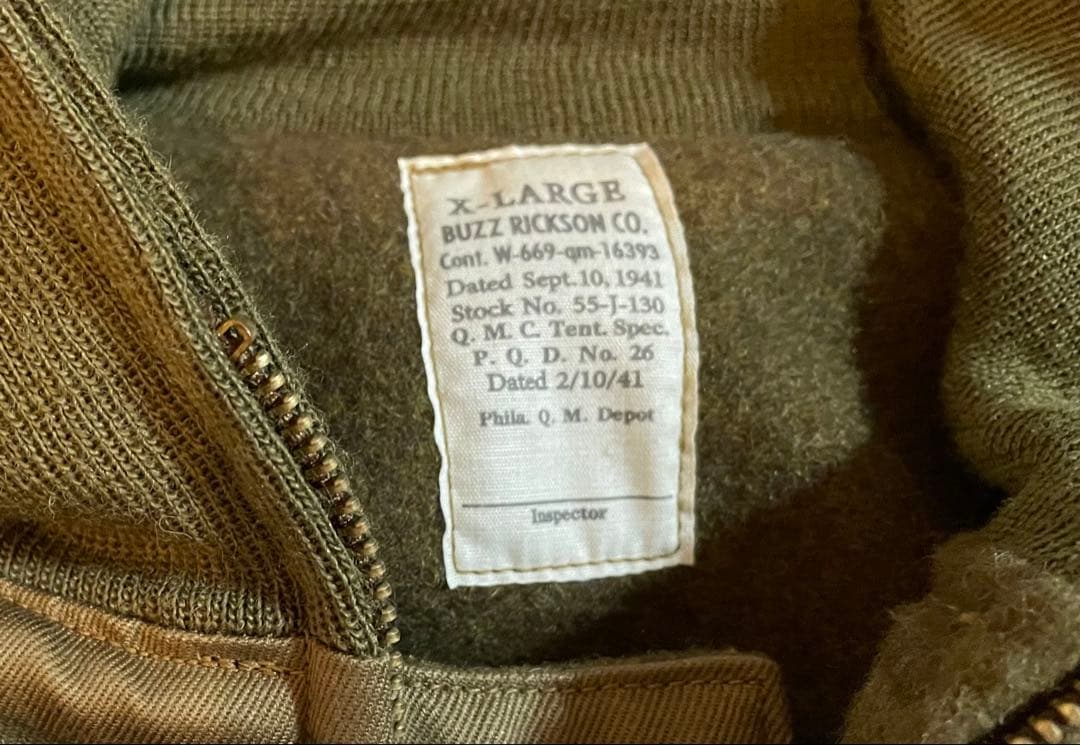 X-LARGE
BUZZ RICKSON CO.
Cont. W-669-qm-16393
Dated Sept.10, 1941
Stock No. 55-J-130
Q. M. C. Tent. Spec.
P. Q. D. No. 26
Dated 2/10/41
Phila. Q. M. Depot
Inspector